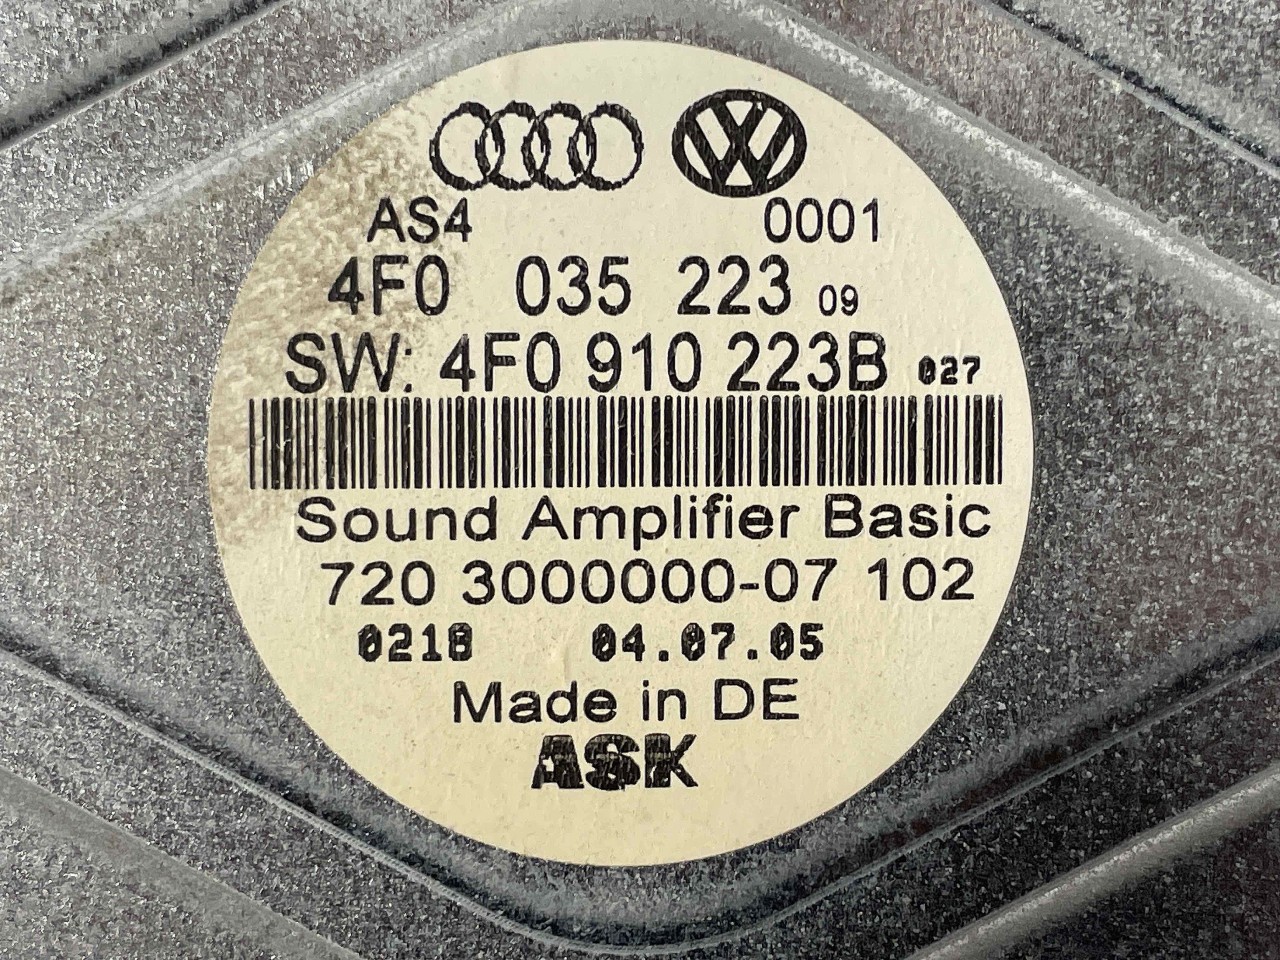 AS4 0001
4F0 035 223 09
SW: 4F0 910 223B 027
Sound Amplifier Basic
720 3000000-07 102
0218 04.07.05
Made in DE
ASK